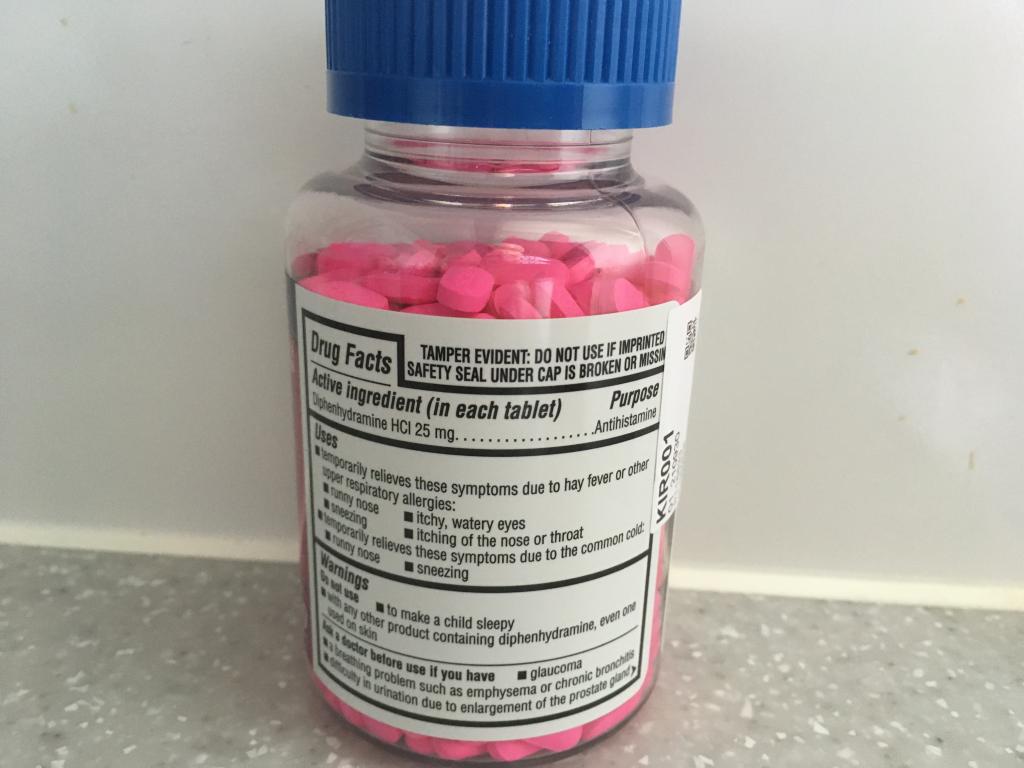 Drug Facts
TAMPER EVIDENT: DO NOT USE IF IMPRINTED
SAFETY SEAL UNDER CAP IS BROKEN OR MISSIN
Active ingredient (in each tablet) Purpose
Diphenhydramine HCl 25 mg..................Antihistamine
Uses
■ temporarily relieves these symptoms due to hay fever or other
upper respiratory allergies:
■ runny nose ■ itchy, watery eyes
■ sneezing ■ itching of the nose or throat
■ temporarily relieves these symptoms due to the common cold:
■ runny nose ■ sneezing
Warnings
Do not use ■ to make a child sleepy
■ with any other product containing diphenhydramine, even one
used on skin
Ask a doctor before use if you have ■ glaucoma
■ a breathing problem such as emphysema or chronic bronchitis
■ difficulty in urination due to enlargement of the prostate gland
KIR001